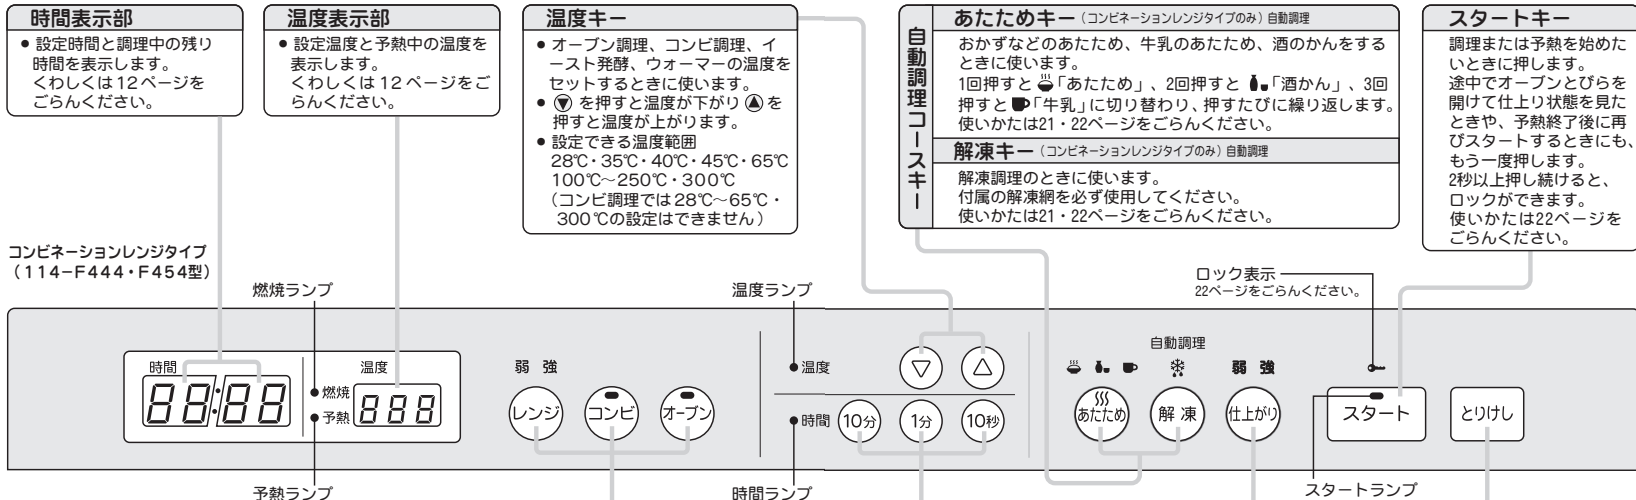 時間表示部
● 設定時間と調理中の残り
時間を表示します。
くわしくは12ページを
ごらんください。
温度表示部
● 設定温度と予熱中の温度を
表示します。
くわしくは12ページをご
らんください。
温度キー
● オーブン調理、コンビ調理、イ
ースト発酵、ウォーマーの温度を
セットするときに使います。
● ▽を押すと温度が下がり△を
押すと温度が上がります。
● 設定できる温度範囲
28℃・35℃・40℃・45℃・65℃
100℃～250℃・300℃
(コンビ調理では28℃～65℃・
300℃の設定はできません)
自動調理コースキー
あたためキー(コンビネーションレンジタイプのみ)自動調理
おかずなどのあたため、牛乳のあたため、酒のかんをする
ときに使います。
1回押すと「あたため」、2回押すと「酒かん」、3回
押すと「牛乳」に切り替わり、押すたびに繰り返します。
使いかたは21・22ページをごらんください。
解凍キー(コンビネーションレンジタイプのみ)自動調理
解凍調理のときに使います。
付属の解凍網を必ず使用してください。
使いかたは21・22ページをごらんください。
スタートキー
調理または予熱を始めた
いときに押します。
途中でオーブンとびらを
開けて仕上り状態を見た
ときや、予熱終了後に再
びスタートするときにも、
もう一度押します。
2秒以上押し続けると、
ロックができます。
使いかたは22ページを
ごらんください。
コンビネーションレンジタイプ
(114-F444・F454型)
燃焼ランプ
温度ランプ
ロック表示
22ページをごらんください。
時間
88:88
●燃焼
●予熱
温度
888
弱 強
レンジ
コンビ
オーブン
●温度
▽
△
●時間
10分
1分
10秒
自動調理
あたため
解凍
弱 強
仕上がり
スタート
とりけし
予熱ランプ
時間ランプ
スタートランプ